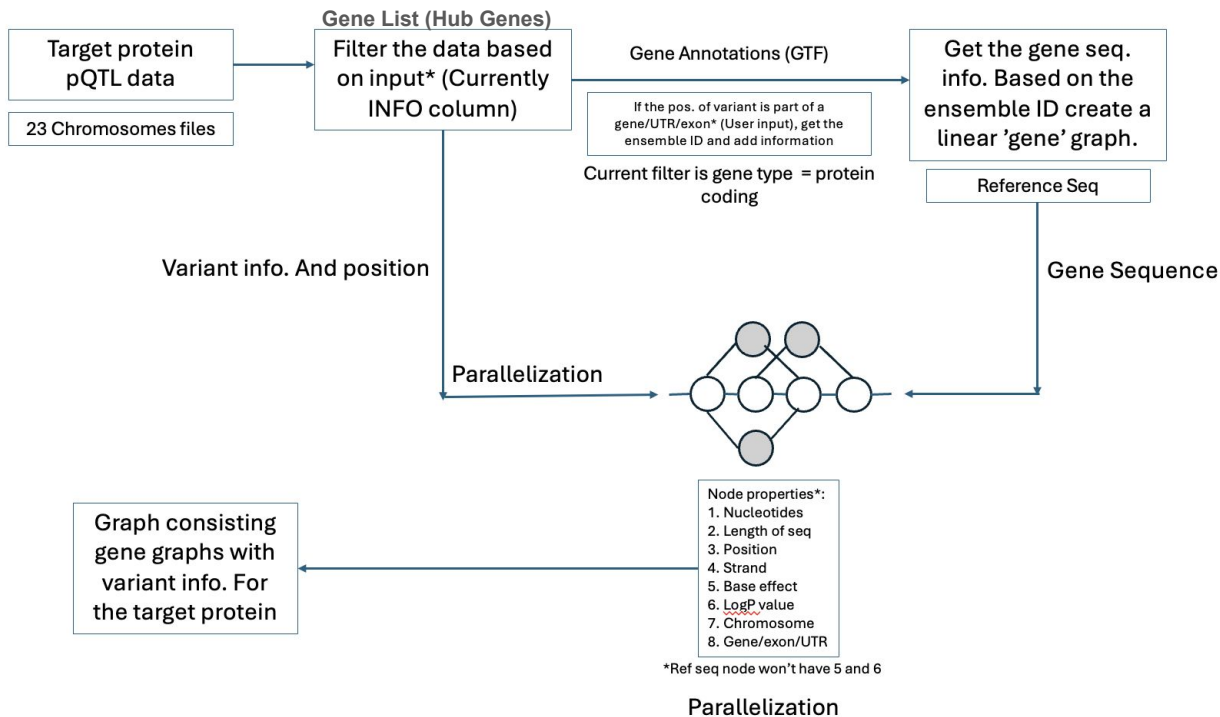 Gene List (Hub Genes)
Target protein
pQTL data
23 Chromosomes files
Filter the data based
on input* (Currently
INFO column)
Gene Annotations (GTF)
If the pos. of variant is part of a
gene/UTR/exon* (User input), get the
ensemble ID and add information
Current filter is gene type = protein
coding
Get the gene seq.
info. Based on the
ensemble ID create a
linear 'gene' graph.
Reference Seq
Variant info. And position
Gene Sequence
Parallelization
Node properties*:
1. Nucleotides
2. Length of seq
3. Position
4. Strand
5. Base effect
6. LogP value
7. Chromosome
8. Gene/exon/UTR
*Ref seq node won't have 5 and 6
Parallelization
Graph consisting
gene graphs with
variant info. For
the target protein